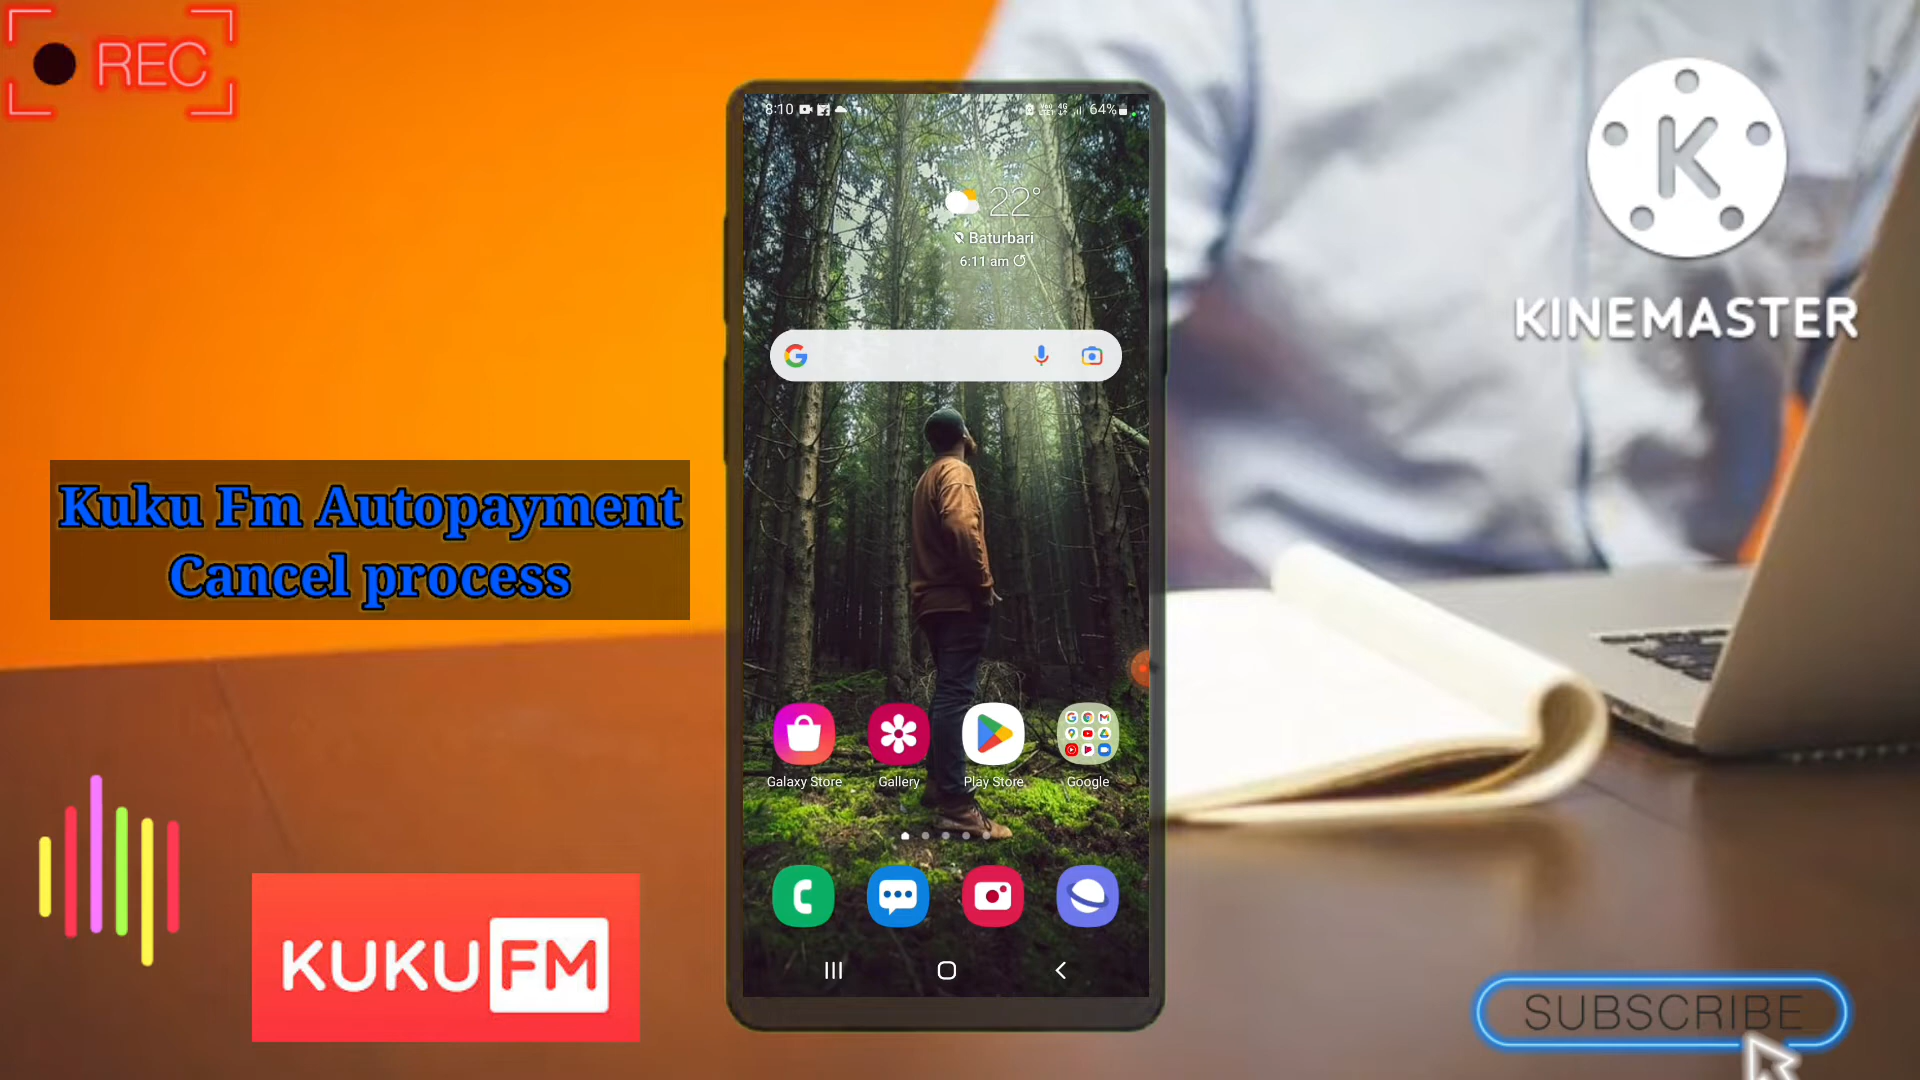 REC
8:10
64%
22°
Baturbari
6:11 am
Kuku Fm Autopayment
Cancel process
Galaxy Store
Gallery
Play Store
Google
KUKU FM
K
KINEMASTER
SUBSCRIBE